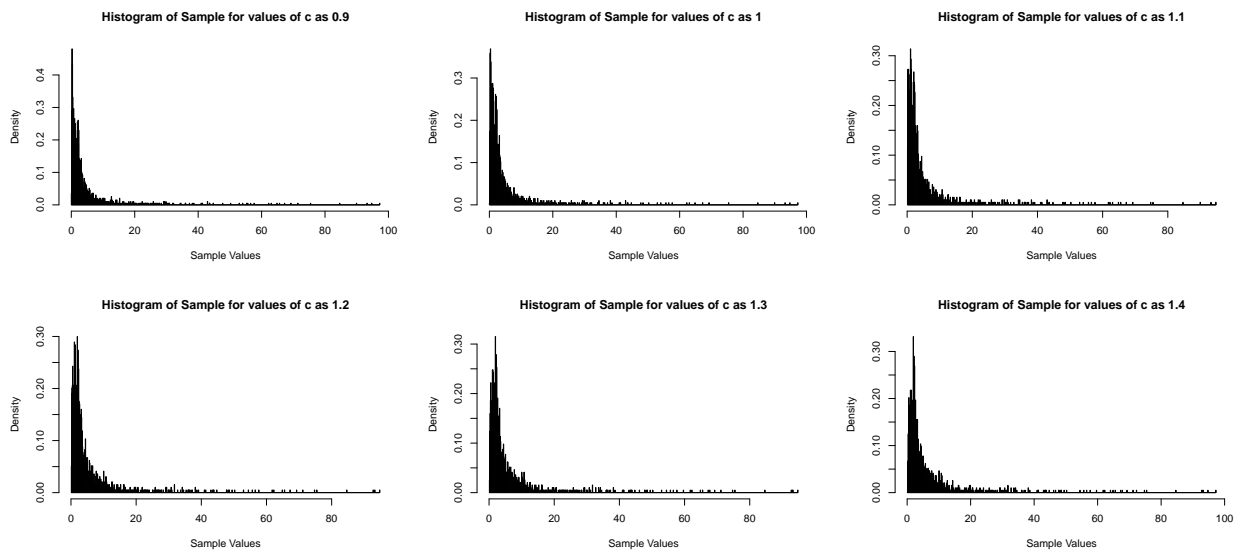 Histogram of Sample for values of c as 0.9
Density
0.0 0.1 0.2 0.3 0.4
0 20 40 60 80 100
Sample Values
Histogram of Sample for values of c as 1
Density
0.0 0.1 0.2 0.3
0 20 40 60 80 100
Sample Values
Histogram of Sample for values of c as 1.1
Density
0.00 0.10 0.20 0.30
0 20 40 60 80
Sample Values
Histogram of Sample for values of c as 1.2
Density
0.00 0.10 0.20 0.30
0 20 40 60 80
Sample Values
Histogram of Sample for values of c as 1.3
Density
0.00 0.10 0.20 0.30
0 20 40 60 80
Sample Values
Histogram of Sample for values of c as 1.4
Density
0.00 0.10 0.20 0.30
0 20 40 60 80 100
Sample Values